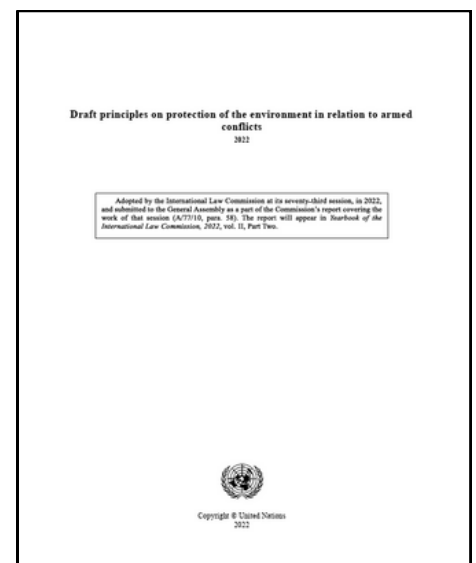 Draft principles on protection of the environment in relation to armed
conflicts
2022
Adopted by the International Law Commission at its seventy-third session, in 2022,
and submitted to the General Assembly as a part of the Commission's report covering the
work of that session (A/77/10, para. 58). The report will appear in Yearbook of the
International Law Commission, 2022, vol. II, Part Two.
Copyright © United Nations
2022